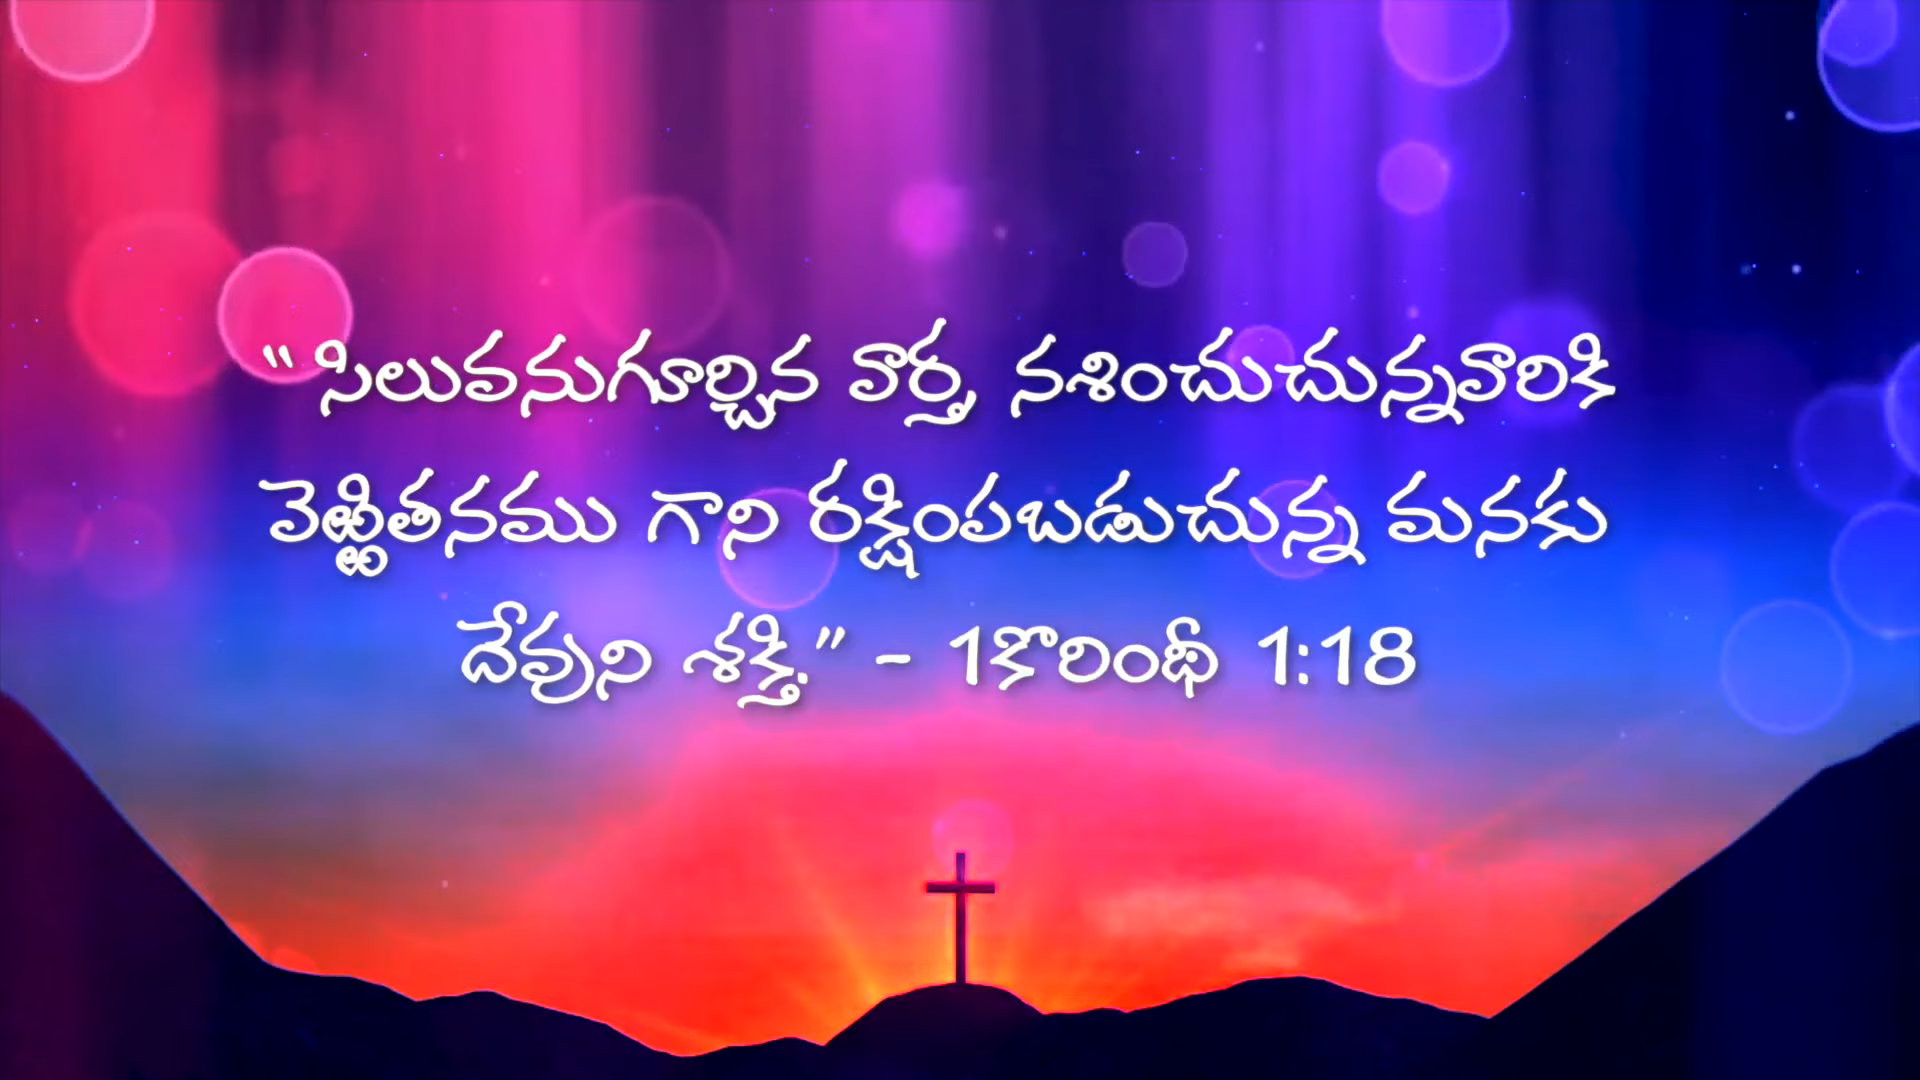 “ సిలువనుగూర్చిన వార్త, నశించుచున్నవారికి
వెఱ్ఱితనము గాని రక్షింపబడుచున్న మనకు
దేవుని శక్తి.” - 1కొరింథీ 1:18